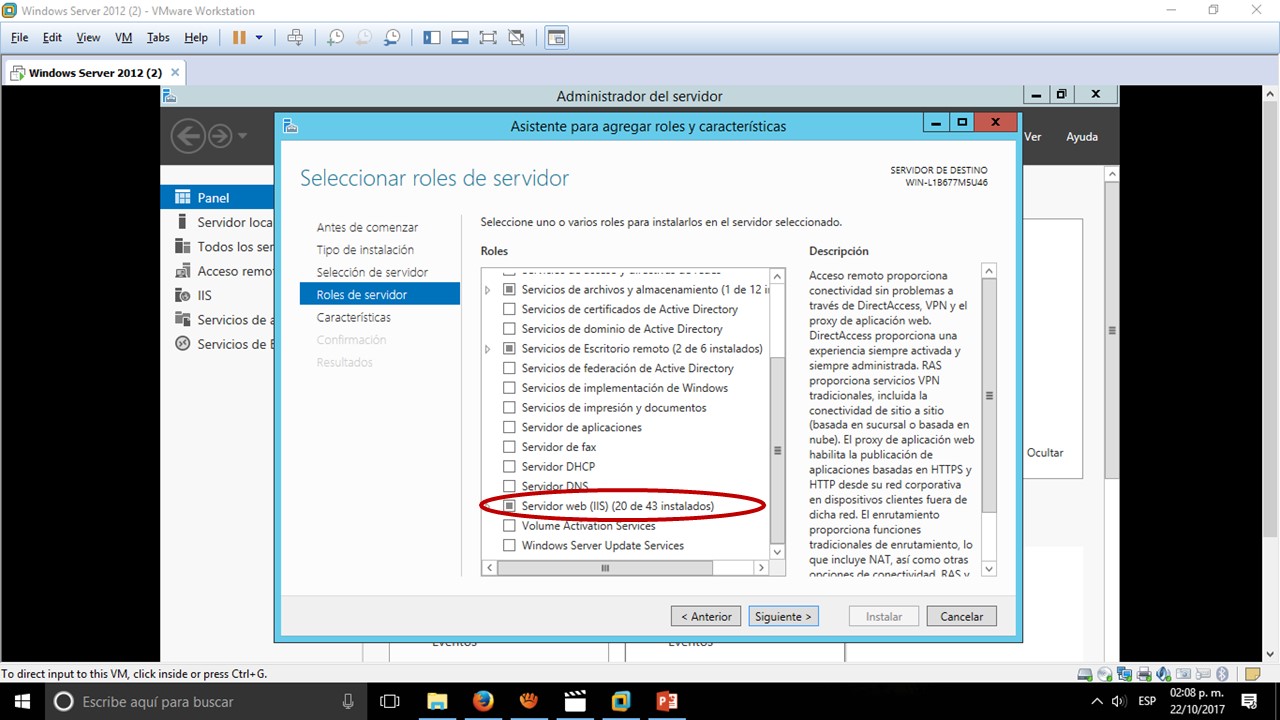 Windows Server 2012 (2) - VMware Workstation
File Edit View VM Tabs Help
Windows Server 2012 (2)
Administrador del servidor
Asistente para agregar roles y características
Ver Ayuda
Panel
Servidor loca
Todos los ser
Acceso remo
IIS
Servicios de a
Servicios de E
Seleccionar roles de servidor
SERVIDOR DE DESTINO
WIN-L1B677M5U46
Antes de comenzar
Tipo de instalación
Selección de servidor
Roles de servidor
Características
Confirmación
Resultados
Seleccione uno o varios roles para instalarlos en el servidor seleccionado.
Roles
Servicios de acceso y directivas de redes
Servicios de archivos y almacenamiento (1 de 12 in
Servicios de certificados de Active Directory
Servicios de dominio de Active Directory
Servicios de Escritorio remoto (2 de 6 instalados)
Servicios de federación de Active Directory
Servicios de implementación de Windows
Servicios de impresión y documentos
Servidor de aplicaciones
Servidor de fax
Servidor DHCP
Servidor DNS
Servidor web (IIS) (20 de 43 instalados)
Volume Activation Services
Windows Server Update Services
Descripción
Acceso remoto proporciona
conectividad sin problemas a
través de DirectAccess, VPN y el
proxy de aplicación web.
DirectAccess proporciona una
experiencia siempre activada y
siempre administrada. RAS
proporciona servicios VPN
tradicionales, incluida la
conectividad de sitio a sitio
(basada en sucursal o basada en
nube). El proxy de aplicación web
habilita la publicación de
aplicaciones basadas en HTTPS y
HTTP desde su red corporativa
en dispositivos clientes fuera de
dicha red. El enrutamiento
proporciona funciones
tradicionales de enrutamiento, lo
que incluye NAT, así como otras
opciones de conectividad. RAS y
Ocultar
< Anterior Siguiente > Instalar Cancelar
Eventos Eventos
To direct input to this VM, click inside or press Ctrl+G.
Escribe aquí para buscar
ESP
02:08 p. m.
22/10/2017